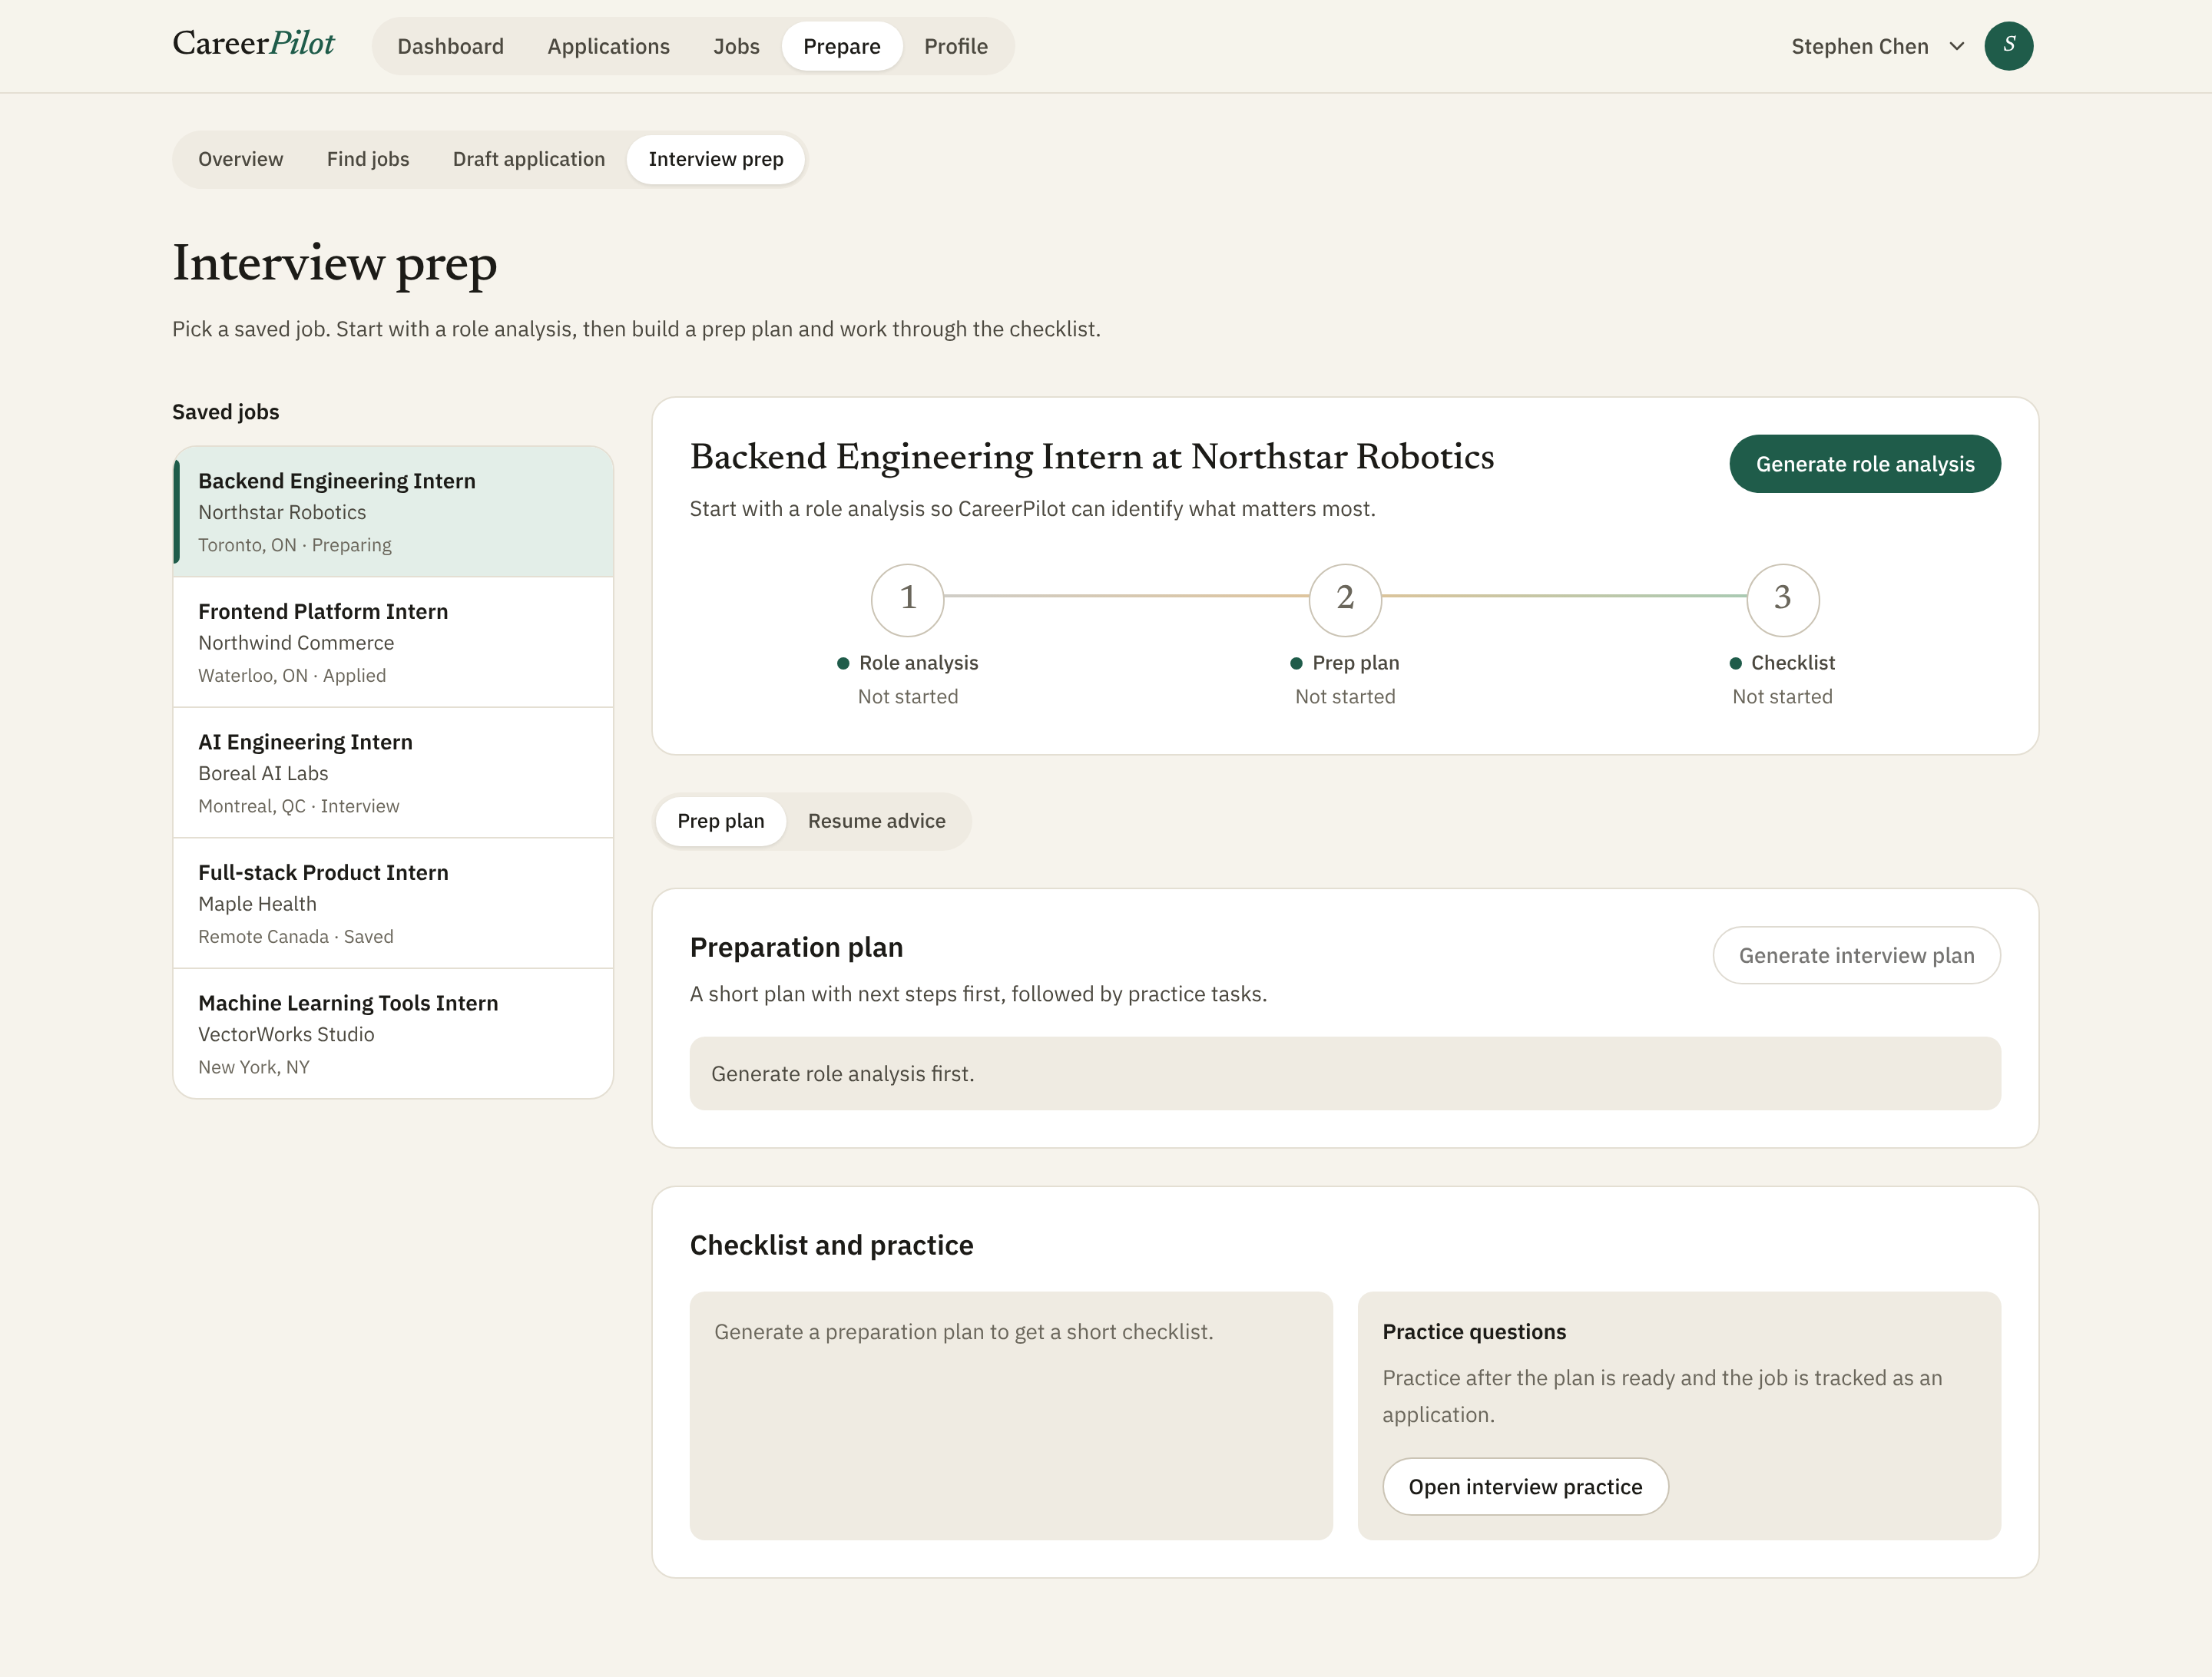 CareerPilot
Dashboard
Applications
Jobs
Prepare
Profile
Stephen Chen
S
Overview
Find jobs
Draft application
Interview prep
Interview prep
Pick a saved job. Start with a role analysis, then build a prep plan and work through the checklist.
Saved jobs
Backend Engineering Intern
Northstar Robotics
Toronto, ON · Preparing
Frontend Platform Intern
Northwind Commerce
Waterloo, ON · Applied
AI Engineering Intern
Boreal AI Labs
Montreal, QC · Interview
Full-stack Product Intern
Maple Health
Remote Canada · Saved
Machine Learning Tools Intern
VectorWorks Studio
New York, NY
Backend Engineering Intern at Northstar Robotics
Generate role analysis
Start with a role analysis so CareerPilot can identify what matters most.
1
Role analysis
Not started
2
Prep plan
Not started
3
Checklist
Not started
Prep plan
Resume advice
Preparation plan
Generate interview plan
A short plan with next steps first, followed by practice tasks.
Generate role analysis first.
Checklist and practice
Generate a preparation plan to get a short checklist.
Practice questions
Practice after the plan is ready and the job is tracked as an
application.
Open interview practice